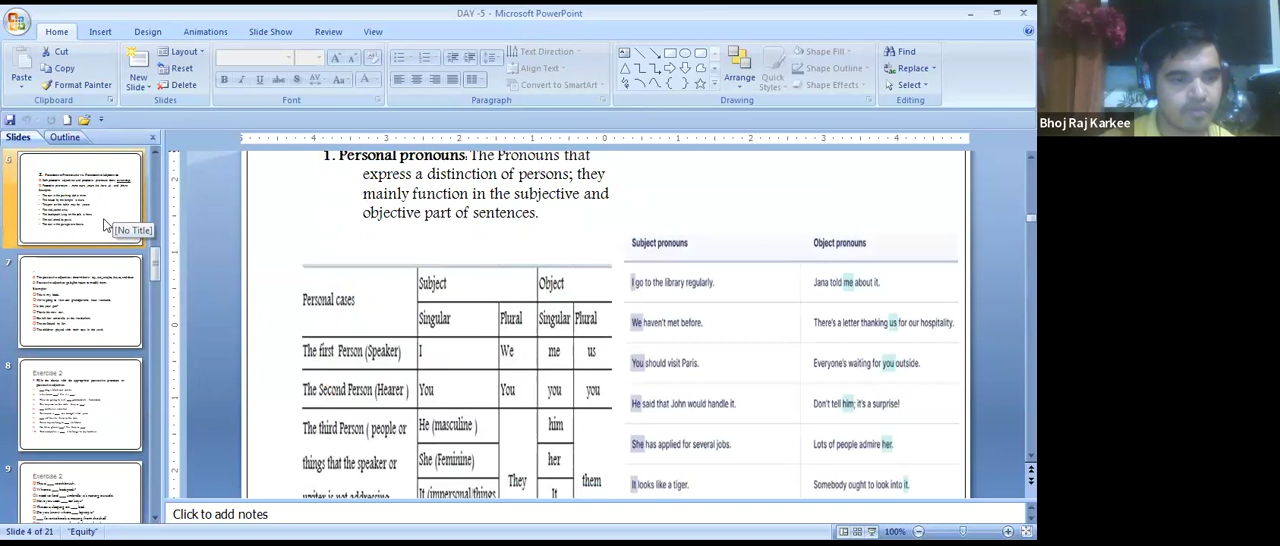 DAY -5 - Microsoft PowerPoint
Home Insert Design Animations Slide Show Review View
Paste
Cut
Copy
Format Painter
Clipboard
New Slide
Layout
Reset
Delete
Slides
Font
Paragraph
Text Direction
Align Text
Convert to SmartArt
Arrange
Quick Styles
Shape Fill
Shape Outline
Shape Effects
Drawing
Find
Replace
Select
Editing
Bhoj Raj Karkee
Slides Outline
6
[No Title]
7
8
Exercise 2
9
Exercise 2
1. Personal pronouns: The Pronouns that
express a distinction of persons; they
mainly function in the subjective and
objective part of sentences.
Personal cases Subject Object
Singular Plural Singular Plural
The first Person (Speaker) I We me us
The Second Person (Hearer ) You You you you
The third Person ( people or
things that the speaker or
He (masculine ) him
She (Feminine) her
They them
It (impersonal/things It
Subject pronouns Object pronouns
I go to the library regularly. Jana told me about it.
We haven't met before. There's a letter thanking us for our hospitality.
You should visit Paris. Everyone's waiting for you outside.
He said that John would handle it. Don't tell him; it's a surprise!
She has applied for several jobs. Lots of people admire her.
It looks like a tiger. Somebody ought to look into it.
Click to add notes
Slide 4 of 21 "Equity" 100%